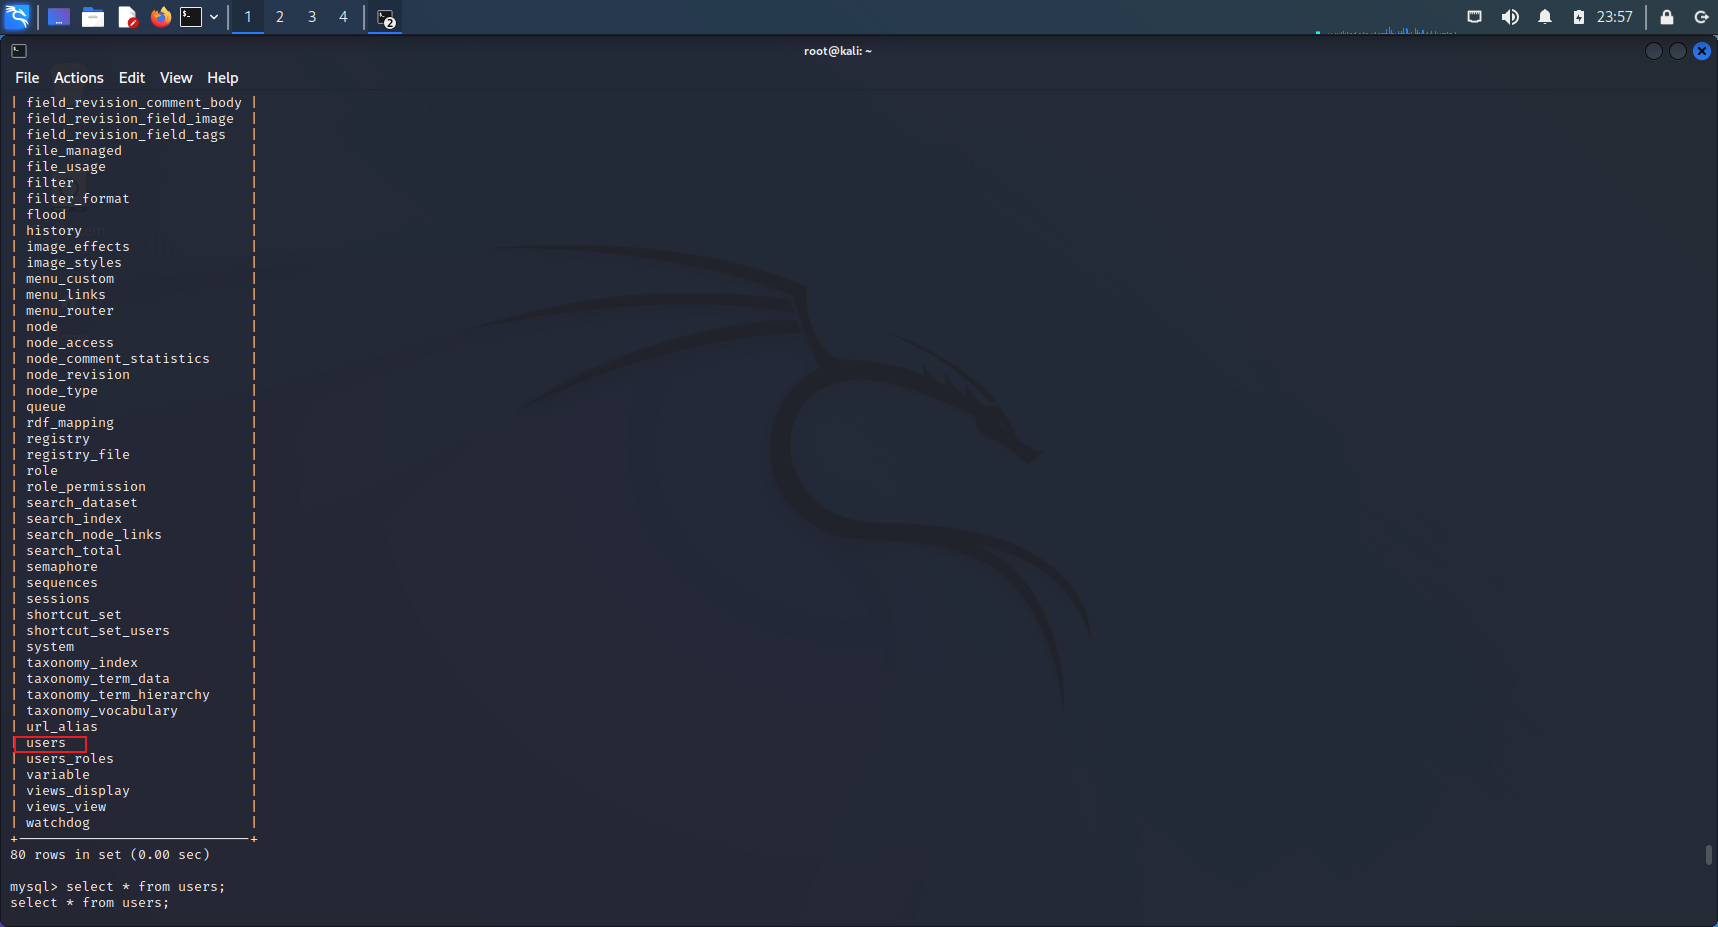 1 2 3 4 2 23:57
root@kali: ~
File Actions Edit View Help
| field_revision_comment_body |
| field_revision_field_image |
| field_revision_field_tags |
| file_managed |
| file_usage |
| filter |
| filter_format |
| flood |
| history |
| image_effects |
| image_styles |
| menu_custom |
| menu_links |
| menu_router |
| node |
| node_access |
| node_comment_statistics |
| node_revision |
| node_type |
| queue |
| rdf_mapping |
| registry |
| registry_file |
| role |
| role_permission |
| search_dataset |
| search_index |
| search_node_links |
| search_total |
| semaphore |
| sequences |
| sessions |
| shortcut_set |
| shortcut_set_users |
| system |
| taxonomy_index |
| taxonomy_term_data |
| taxonomy_term_hierarchy |
| taxonomy_vocabulary |
| url_alias |
| users |
| users_roles |
| variable |
| views_display |
| views_view |
| watchdog |
+-----------------------------+
80 rows in set (0.00 sec)
mysql> select * from users;
select * from users;